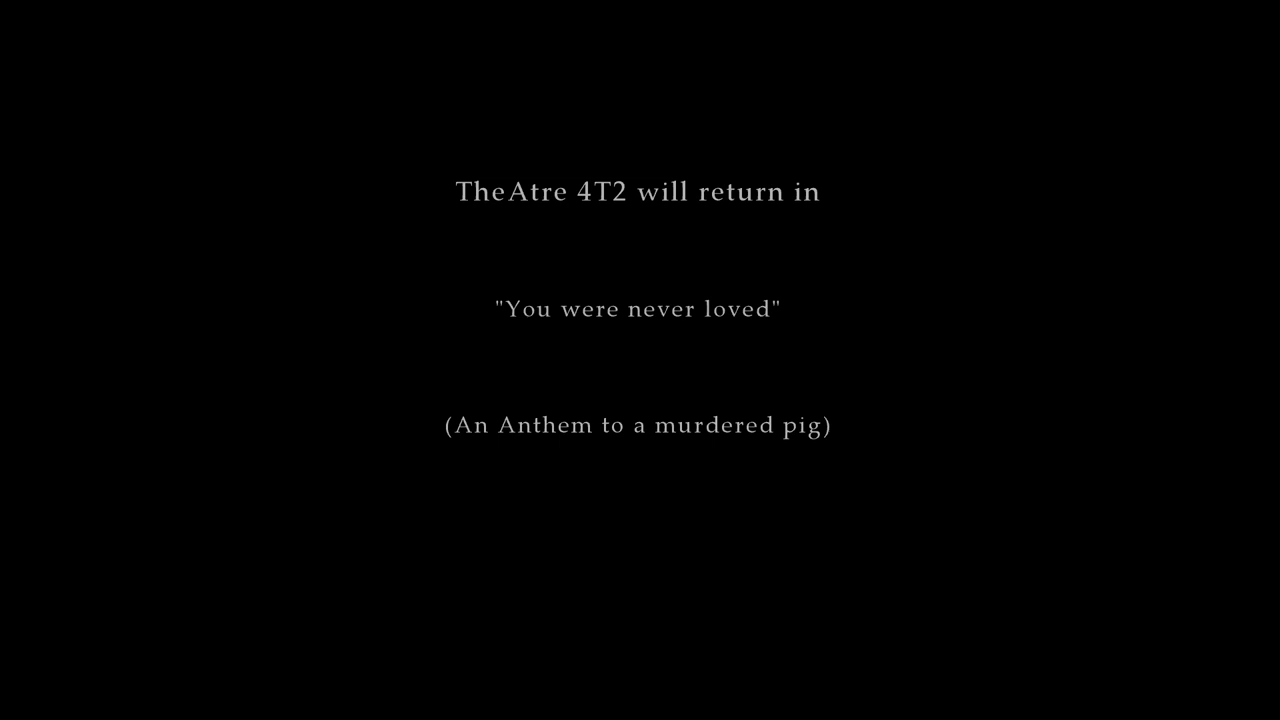 TheAtre 4T2 will return in
"You were never loved"
(An Anthem to a murdered pig)